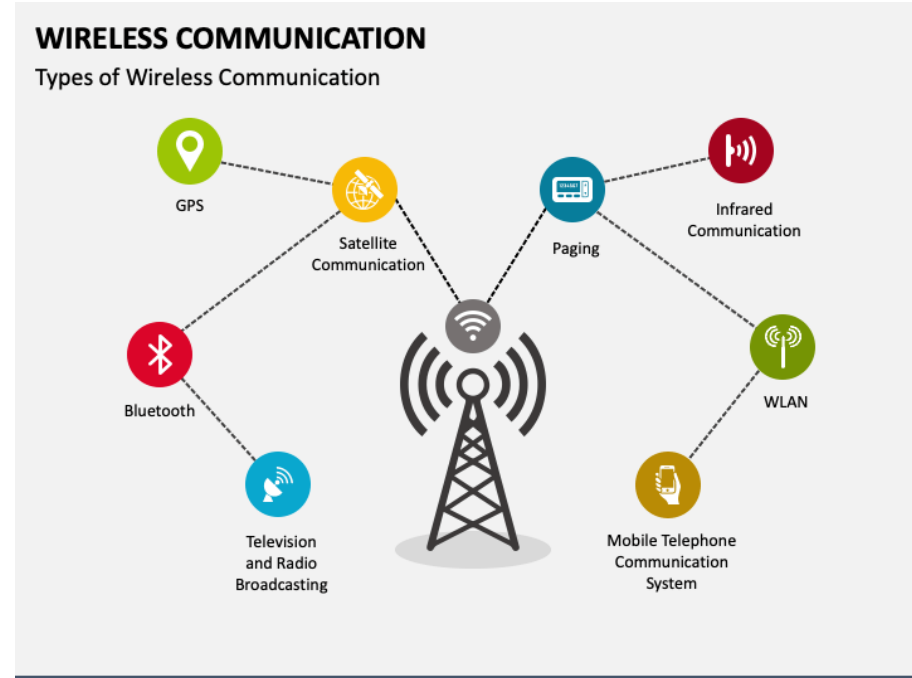 WIRELESS COMMUNICATION
Types of Wireless Communication
GPS
Satellite
Communication
Paging
Infrared
Communication
Bluetooth
WLAN
Television
and Radio
Broadcasting
Mobile Telephone
Communication
System